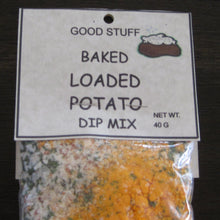 GOOD STUFF
BAKED
LOADED
POTATO
DIP MIX
NET WT.
40 G